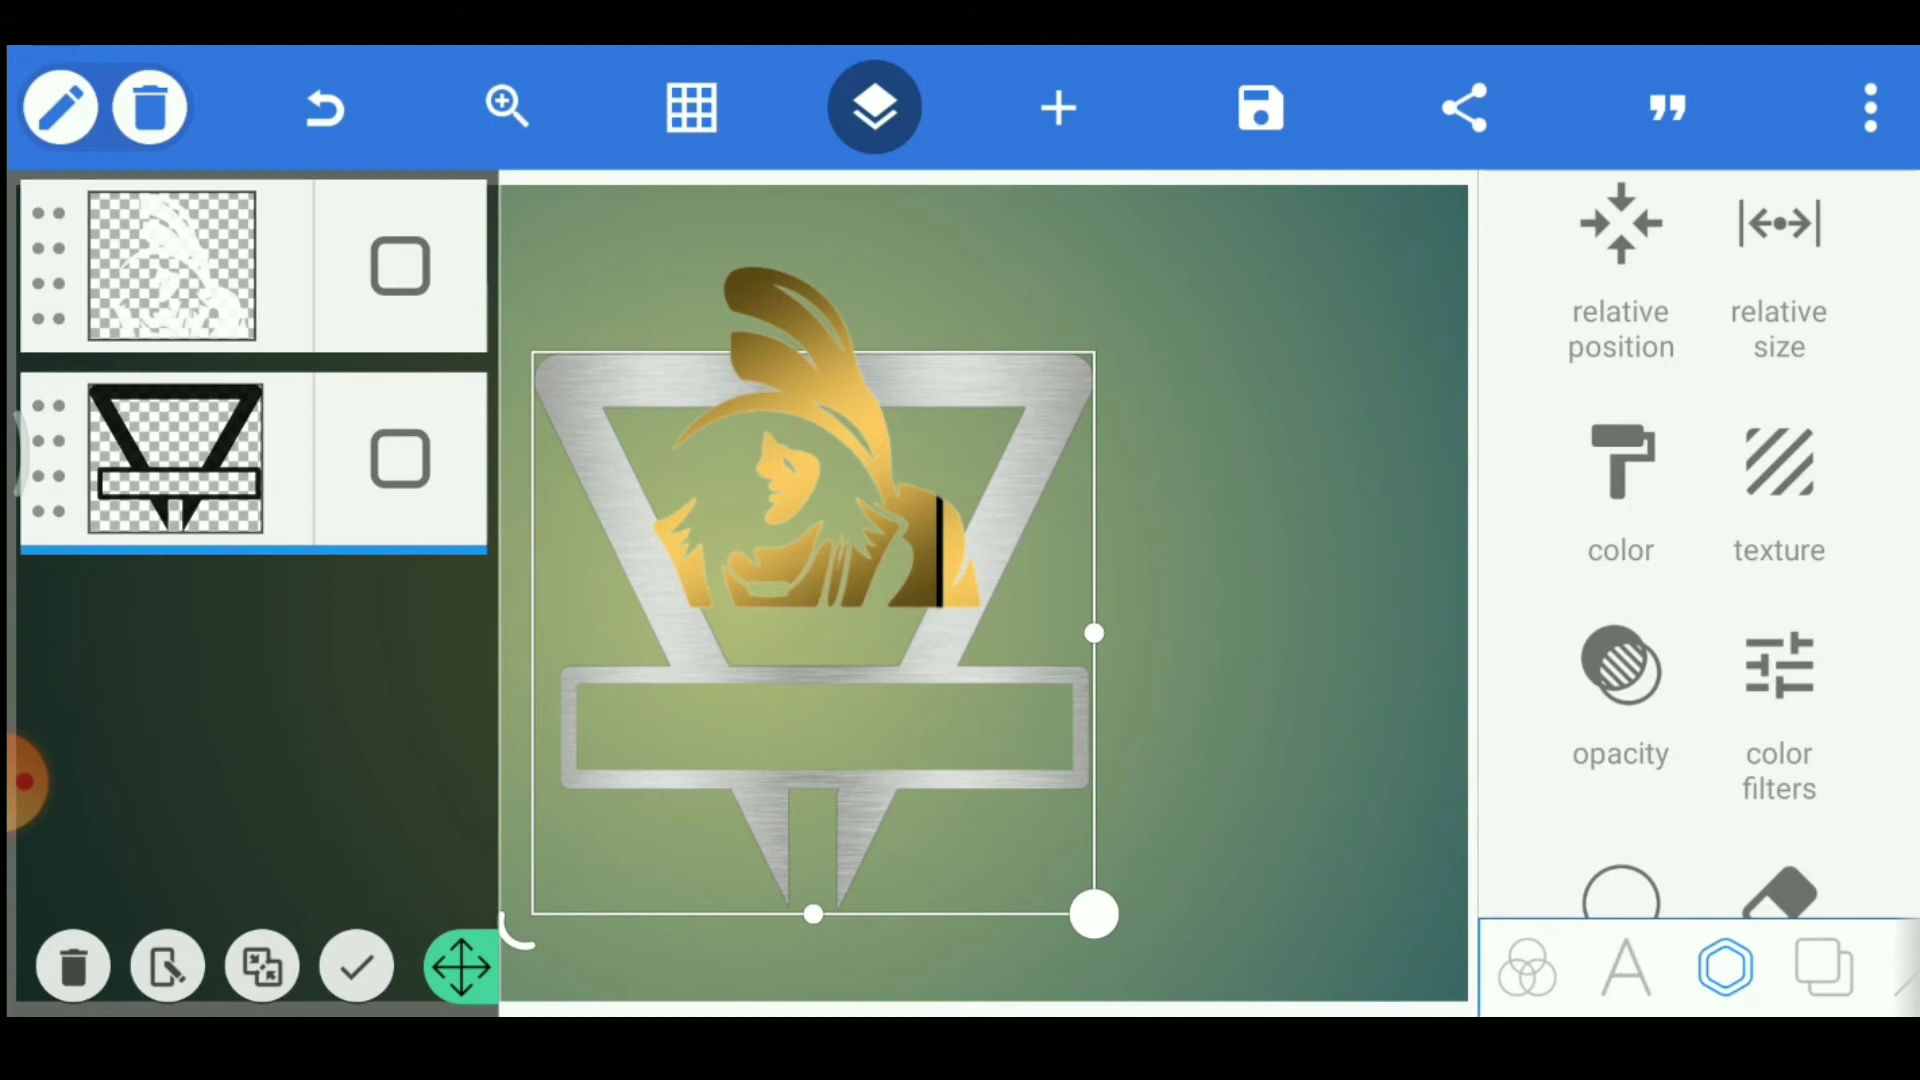 relative
position
relative
size
color
texture
opacity
color
filters